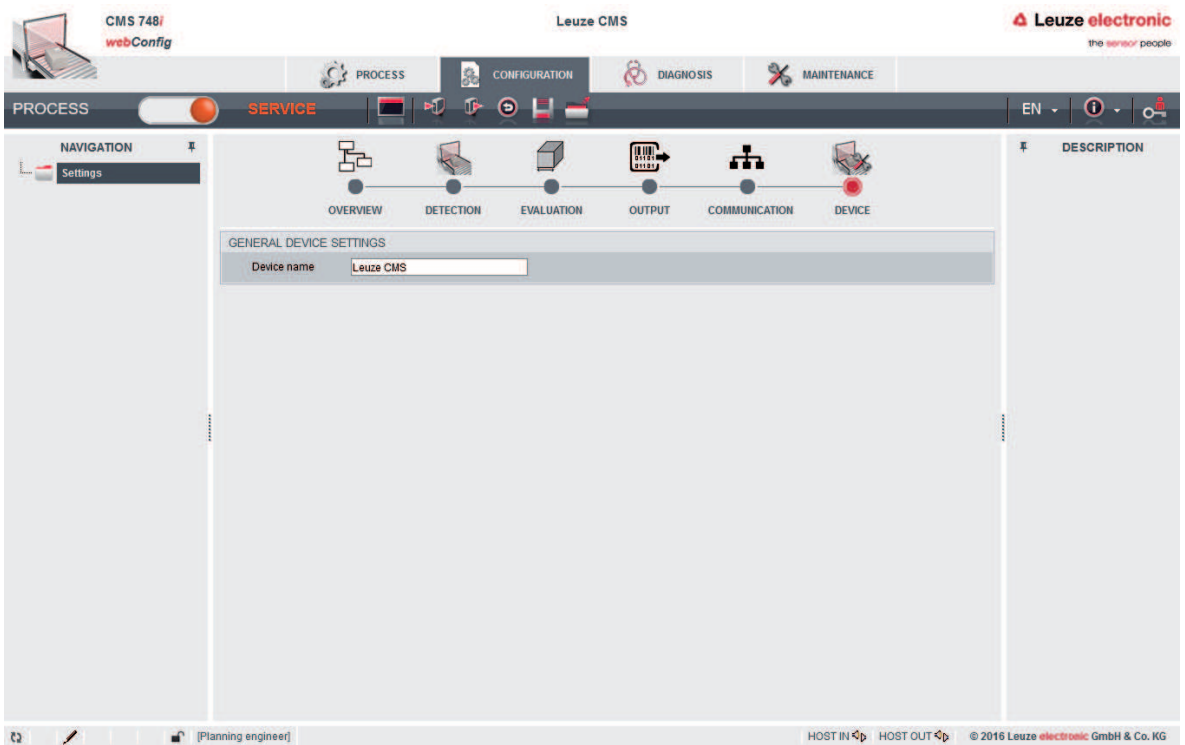 CMS 748i
webConfig
Leuze CMS
Leuze electronic
the sensor people
PROCESS
CONFIGURATION
DIAGNOSIS
MAINTENANCE
PROCESS
SERVICE
EN
NAVIGATION
Settings
OVERVIEW
DETECTION
EVALUATION
OUTPUT
COMMUNICATION
DEVICE
GENERAL DEVICE SETTINGS
Device name
Leuze CMS
DESCRIPTION
[Planning engineer]
HOST IN
HOST OUT
© 2016 Leuze electronic GmbH & Co. KG